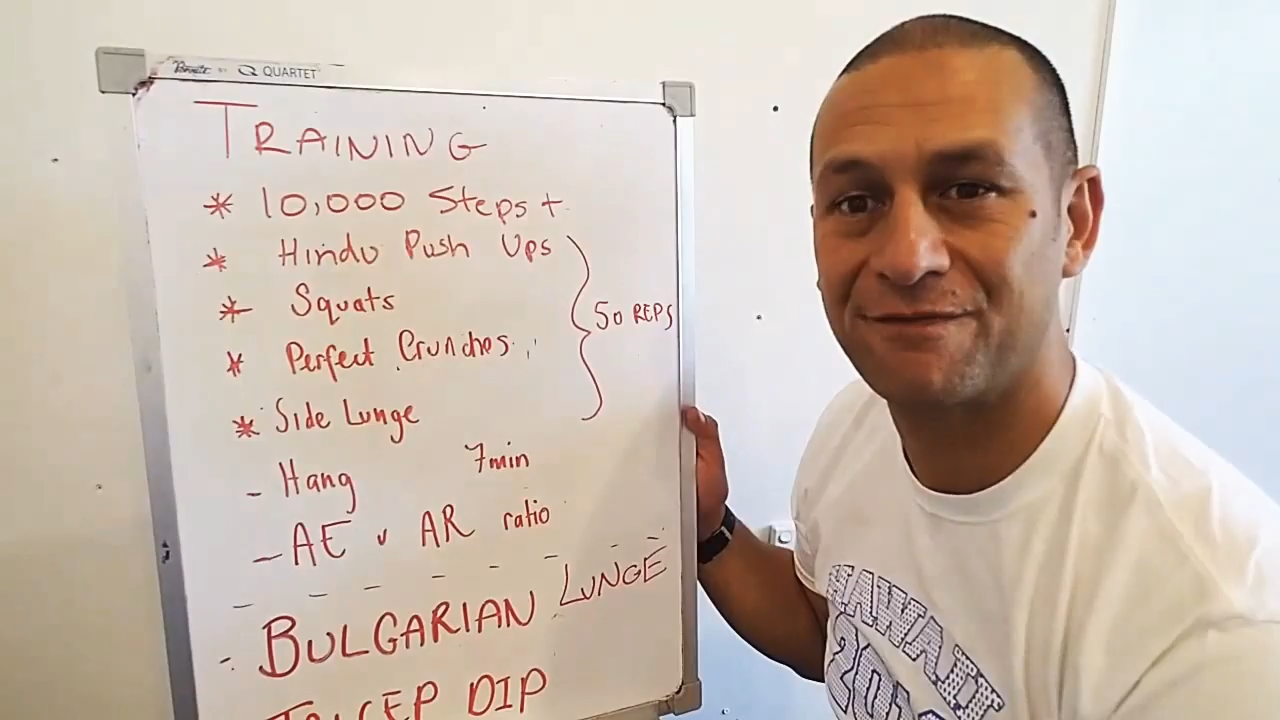 QUARTET
TRAINING
* 10,000 Steps +
* Hindu Push Ups
* Squats
50 REPS
* Perfect Crunches
* Side Lunge
- Hang 7min
- AE v AR ratio
- BULGARIAN LUNGE
TRICEP DIP
HAWAII